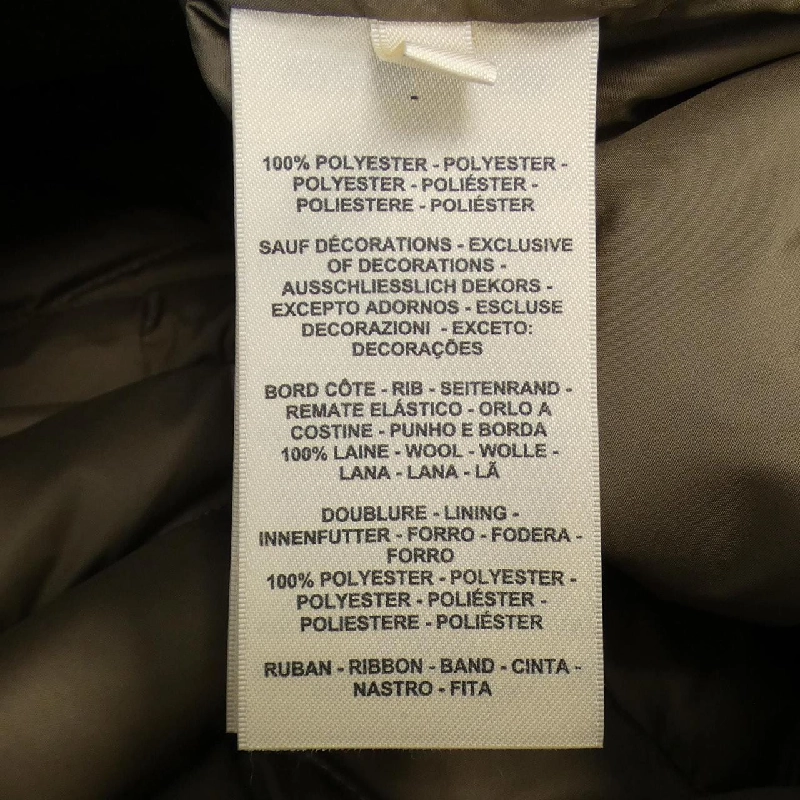 100% POLYESTER - POLYESTER -
POLYESTER - POLIÉSTER -
POLIESTERE - POLIÉSTER
SAUF DÉCORATIONS - EXCLUSIVE
OF DECORATIONS -
AUSSCHLIESSLICH DEKORS -
EXCEPTO ADORNOS - ESCLUSE
DECORAZIONI - EXCETO:
DECORAÇÕES
BORD CÔTE - RIB - SEITENRAND -
REMATE ELÁSTICO - ORLO A
COSTINE - PUNHO E BORDA
100% LAINE - WOOL - WOLLE -
LANA - LANA - LÃ
DOUBLURE - LINING -
INNENFUTTER - FORRO - FODERA -
FORRO
100% POLYESTER - POLYESTER -
POLYESTER - POLIÉSTER -
POLIESTERE - POLIÉSTER
RUBAN - RIBBON - BAND - CINTA -
NASTRO - FITA